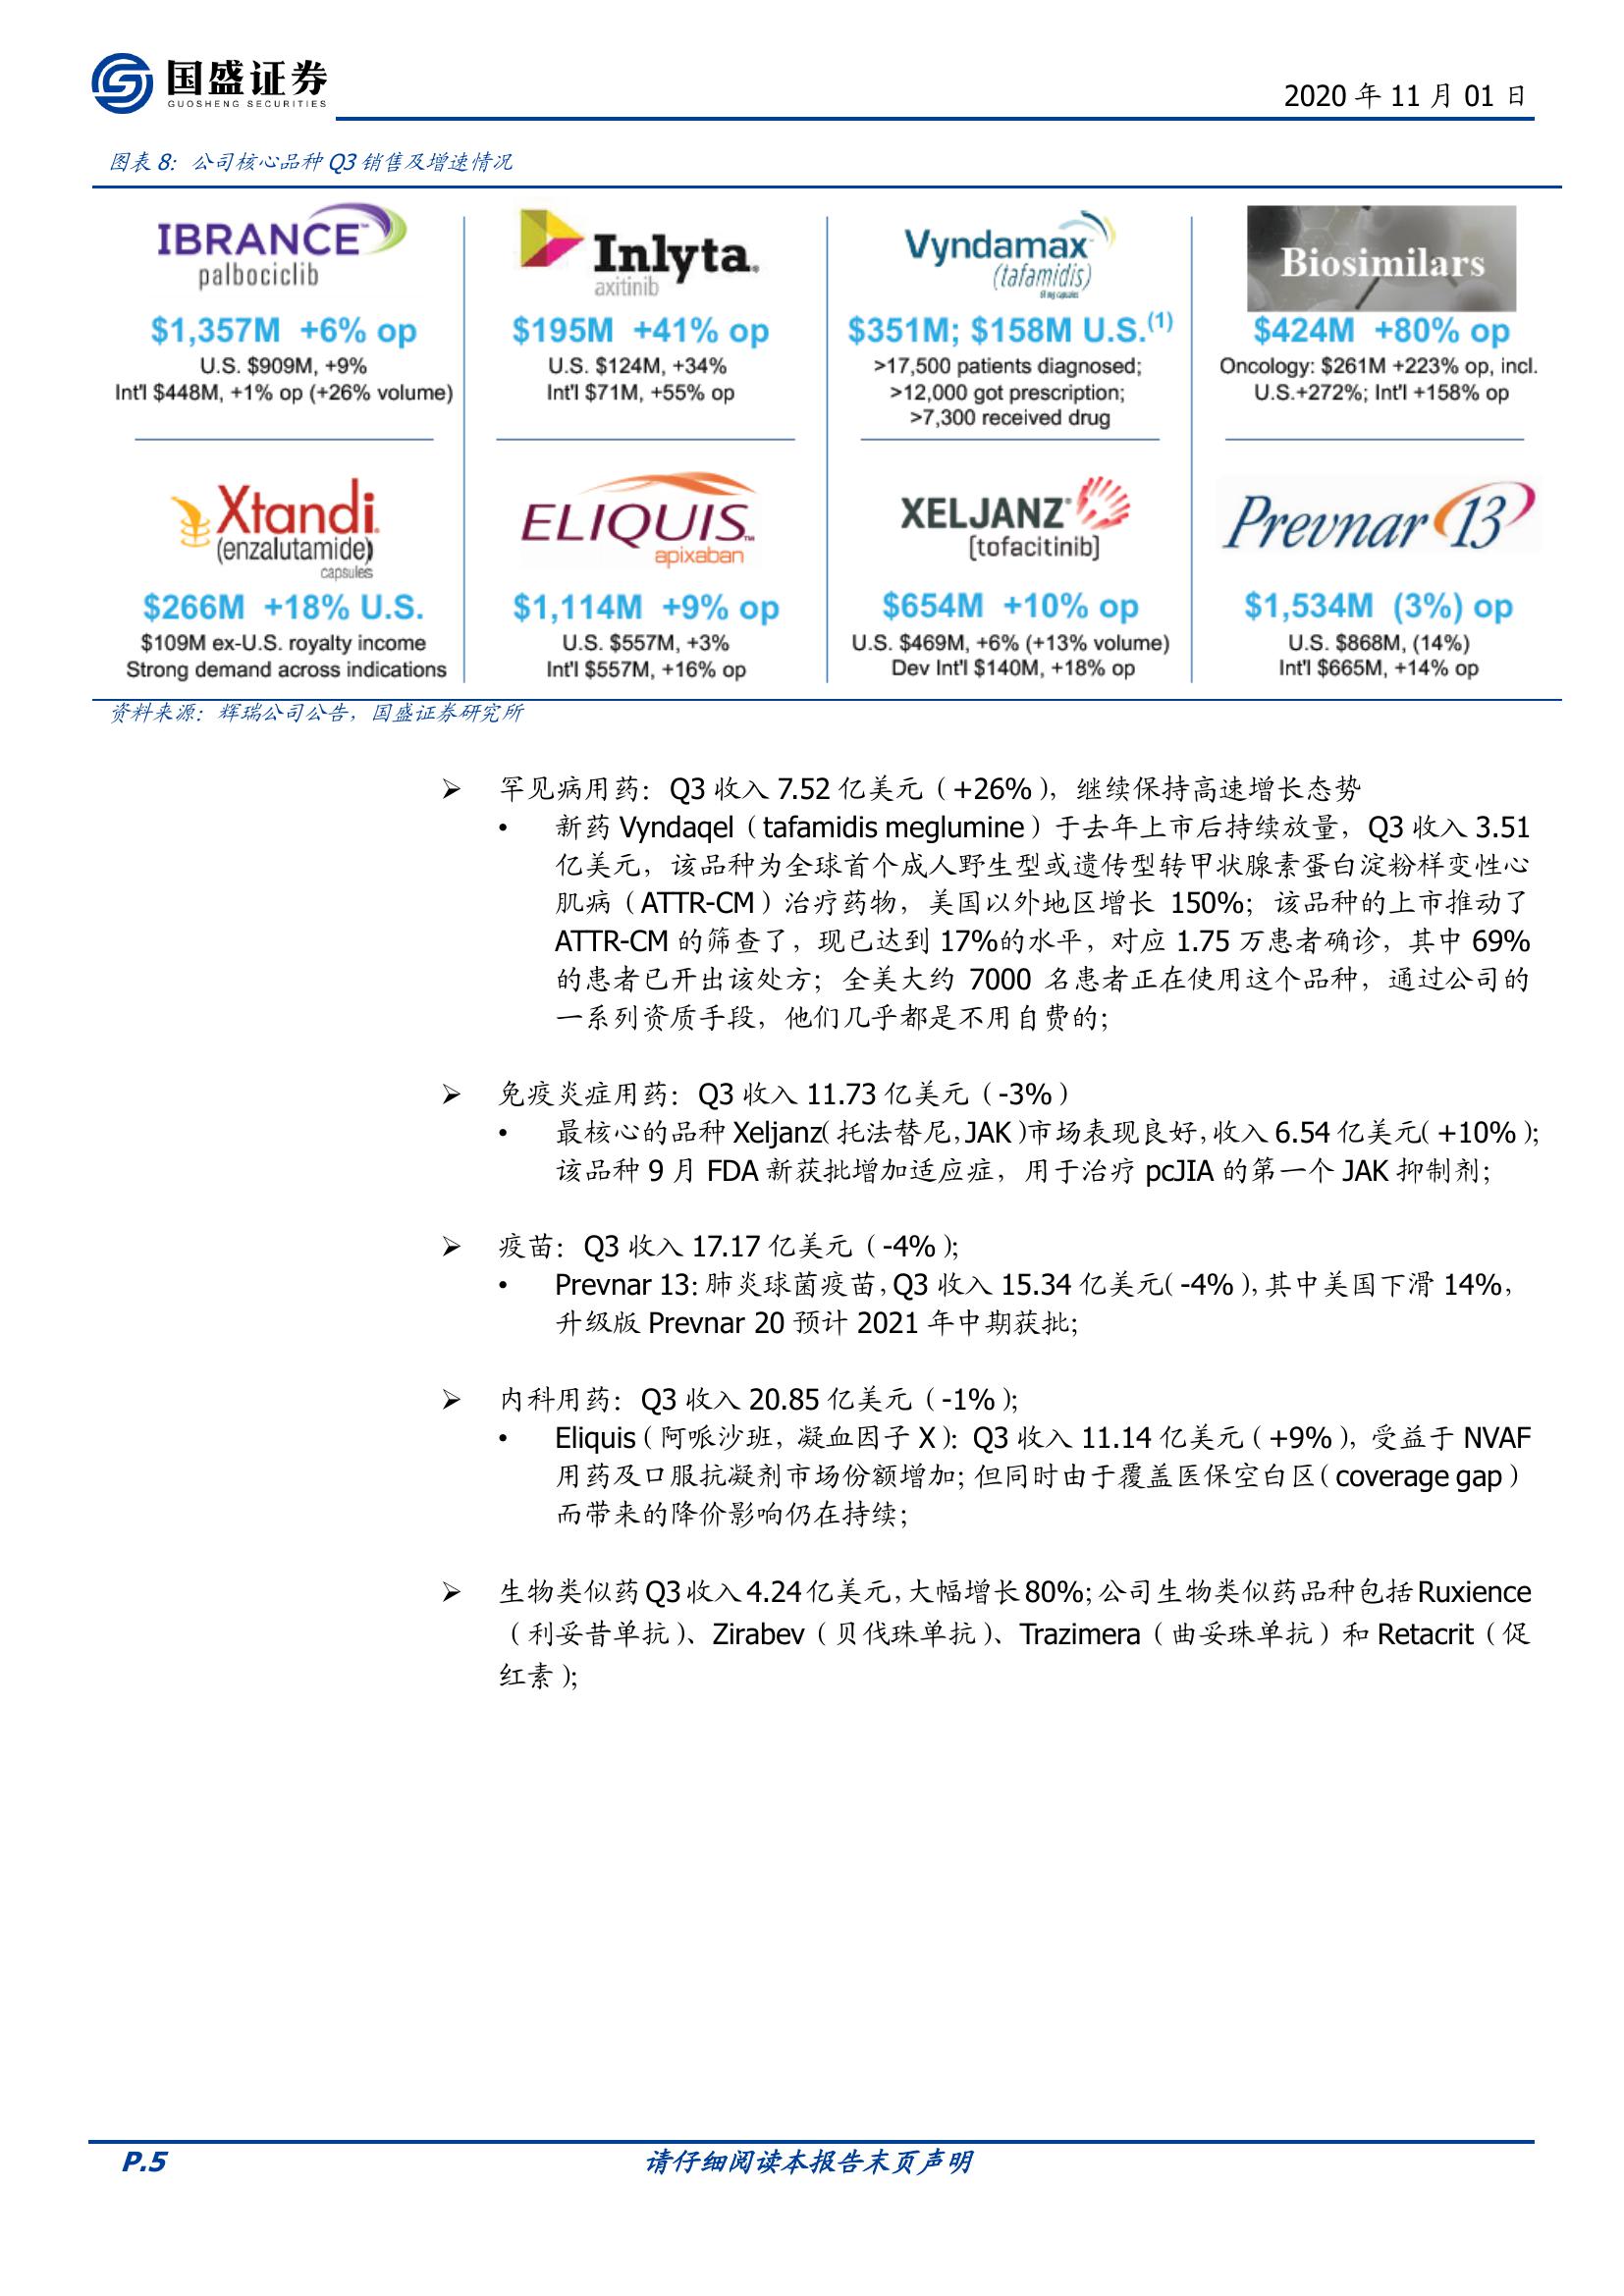 国盛证券
GUOSHENG SECURITIES
2020 年 11 月 01 日
图表 8：公司核心品种 Q3 销售及增速情况
IBRANCE™
palbociclib
$1,357M +6% op
U.S. $909M, +9%
Int'l $448M, +1% op (+26% volume)
Inlyta®
axitinib
$195M +41% op
U.S. $124M, +34%
Int'l $71M, +55% op
Vyndamax
(tafamidis)
$351M; $158M U.S.(1)
>17,500 patients diagnosed;
>12,000 got prescription;
>7,300 received drug
Biosimilars
$424M +80% op
Oncology: $261M +223% op, incl.
U.S.+272%; Int'l +158% op
Xtandi®
(enzalutamide)
capsules
$266M +18% U.S.
$109M ex-U.S. royalty income
Strong demand across indications
ELIQUIS™
apixaban
$1,114M +9% op
U.S. $557M, +3%
Int'l $557M, +16% op
XELJANZ®
[tofacitinib]
$654M +10% op
U.S. $469M, +6% (+13% volume)
Dev Int'l $140M, +18% op
Prevnar 13
$1,534M (3%) op
U.S. $868M, (14%)
Int'l $665M, +14% op
资料来源：辉瑞公司公告，国盛证券研究所
➢ 罕见病用药：Q3 收入 7.52 亿美元（+26%），继续保持高速增长态势
• 新药 Vyndaqel（tafamidis meglumine）于去年上市后持续放量，Q3 收入 3.51
亿美元，该品种为全球首个成人野生型或遗传型转甲状腺素蛋白淀粉样变性心
肌病（ATTR-CM）治疗药物，美国以外地区增长 150%；该品种的上市推动了
ATTR-CM 的筛查了，现已达到 17%的水平，对应 1.75 万患者确诊，其中 69%
的患者已开出该处方；全美大约 7000 名患者正在使用这个品种，通过公司的
一系列资质手段，他们几乎都是不用自费的；
➢ 免疫炎症用药：Q3 收入 11.73 亿美元（-3%）
• 最核心的品种 Xeljanz（托法替尼，JAK）市场表现良好，收入 6.54 亿美元（+10%）；
该品种 9 月 FDA 新获批增加适应症，用于治疗 pcJIA 的第一个 JAK 抑制剂；
➢ 疫苗：Q3 收入 17.17 亿美元（-4%）；
• Prevnar 13：肺炎球菌疫苗，Q3 收入 15.34 亿美元（-4%），其中美国下滑 14%，
升级版 Prevnar 20 预计 2021 年中期获批；
➢ 内科用药：Q3 收入 20.85 亿美元（-1%）；
• Eliquis（阿哌沙班，凝血因子 X）：Q3 收入 11.14 亿美元（+9%），受益于 NVAF
用药及口服抗凝剂市场份额增加；但同时由于覆盖医保空白区（coverage gap）
而带来的降价影响仍在持续；
➢ 生物类似药 Q3 收入 4.24 亿美元，大幅增长 80%；公司生物类似药品种包括 Ruxience
（利妥昔单抗）、Zirabev（贝伐珠单抗）、Trazimera（曲妥珠单抗）和 Retacrit（促
红素）；
P.5
请仔细阅读本报告末页声明